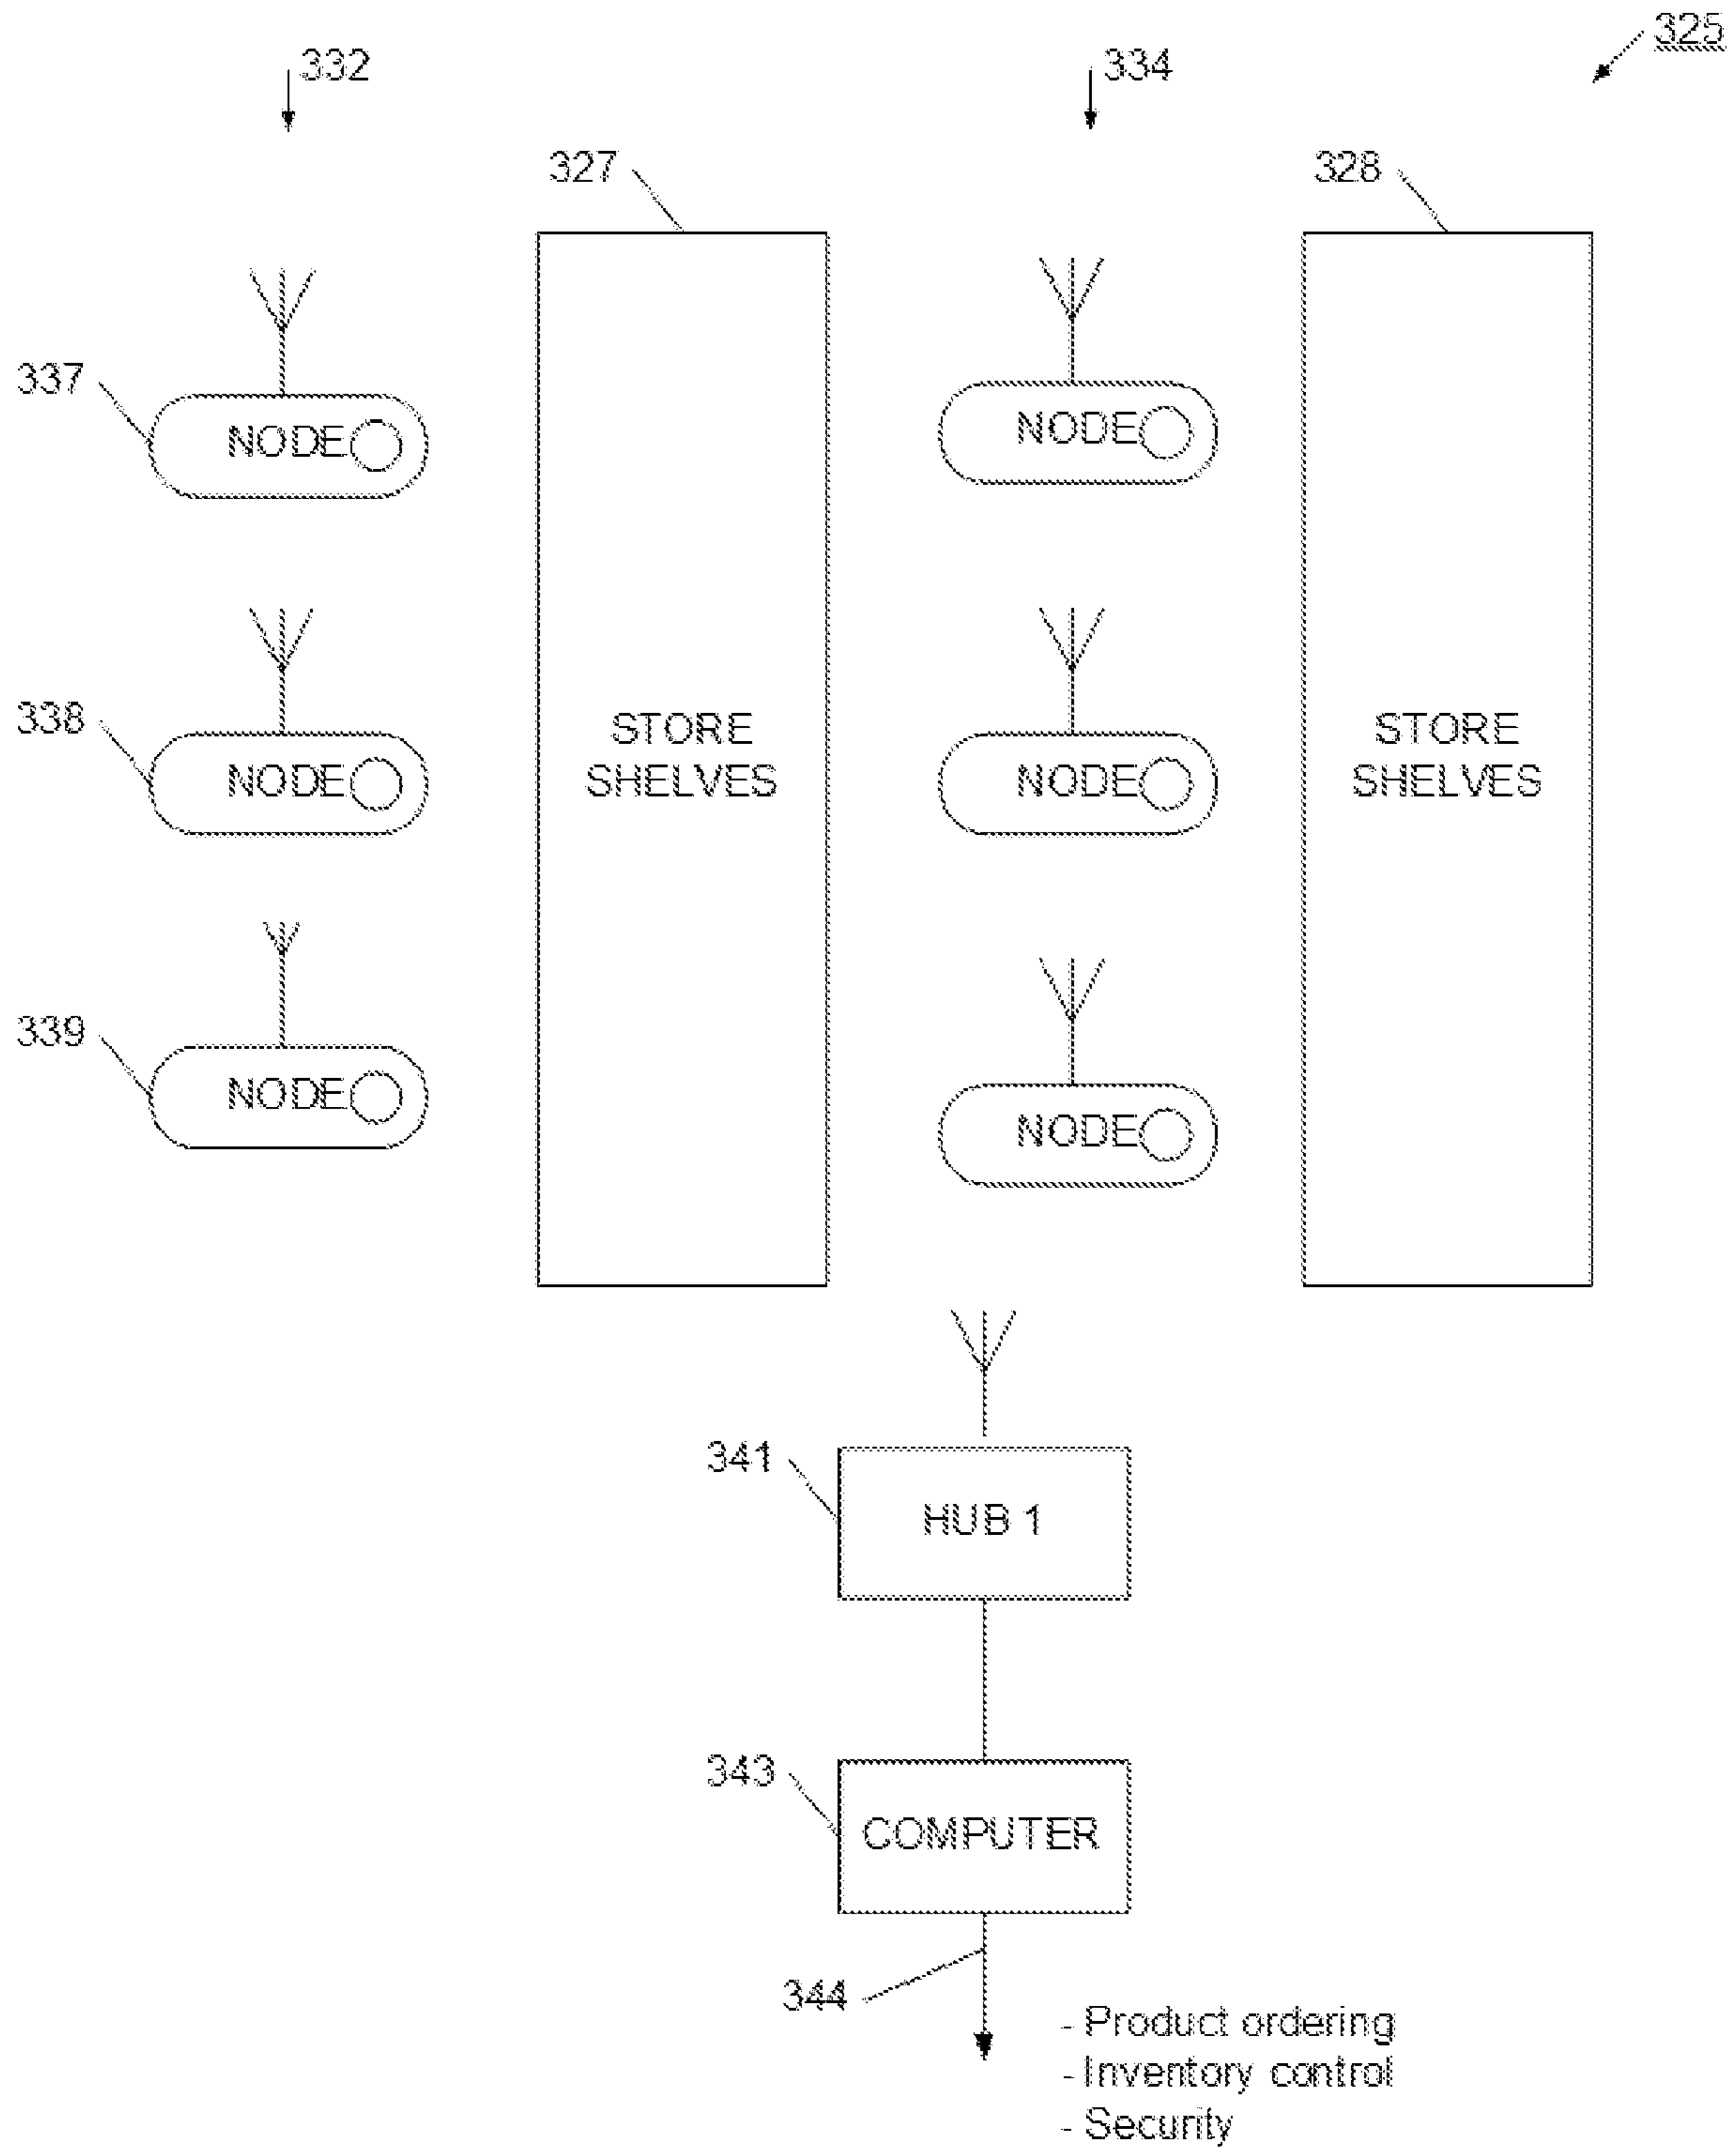 325
332
334
327
328
337
NODE
NODE
338
NODE
STORE
SHELVES
NODE
STORE
SHELVES
339
NODE
NODE
341
HUB 1
343
COMPUTER
344
- Product ordering
- Inventory control
- Security